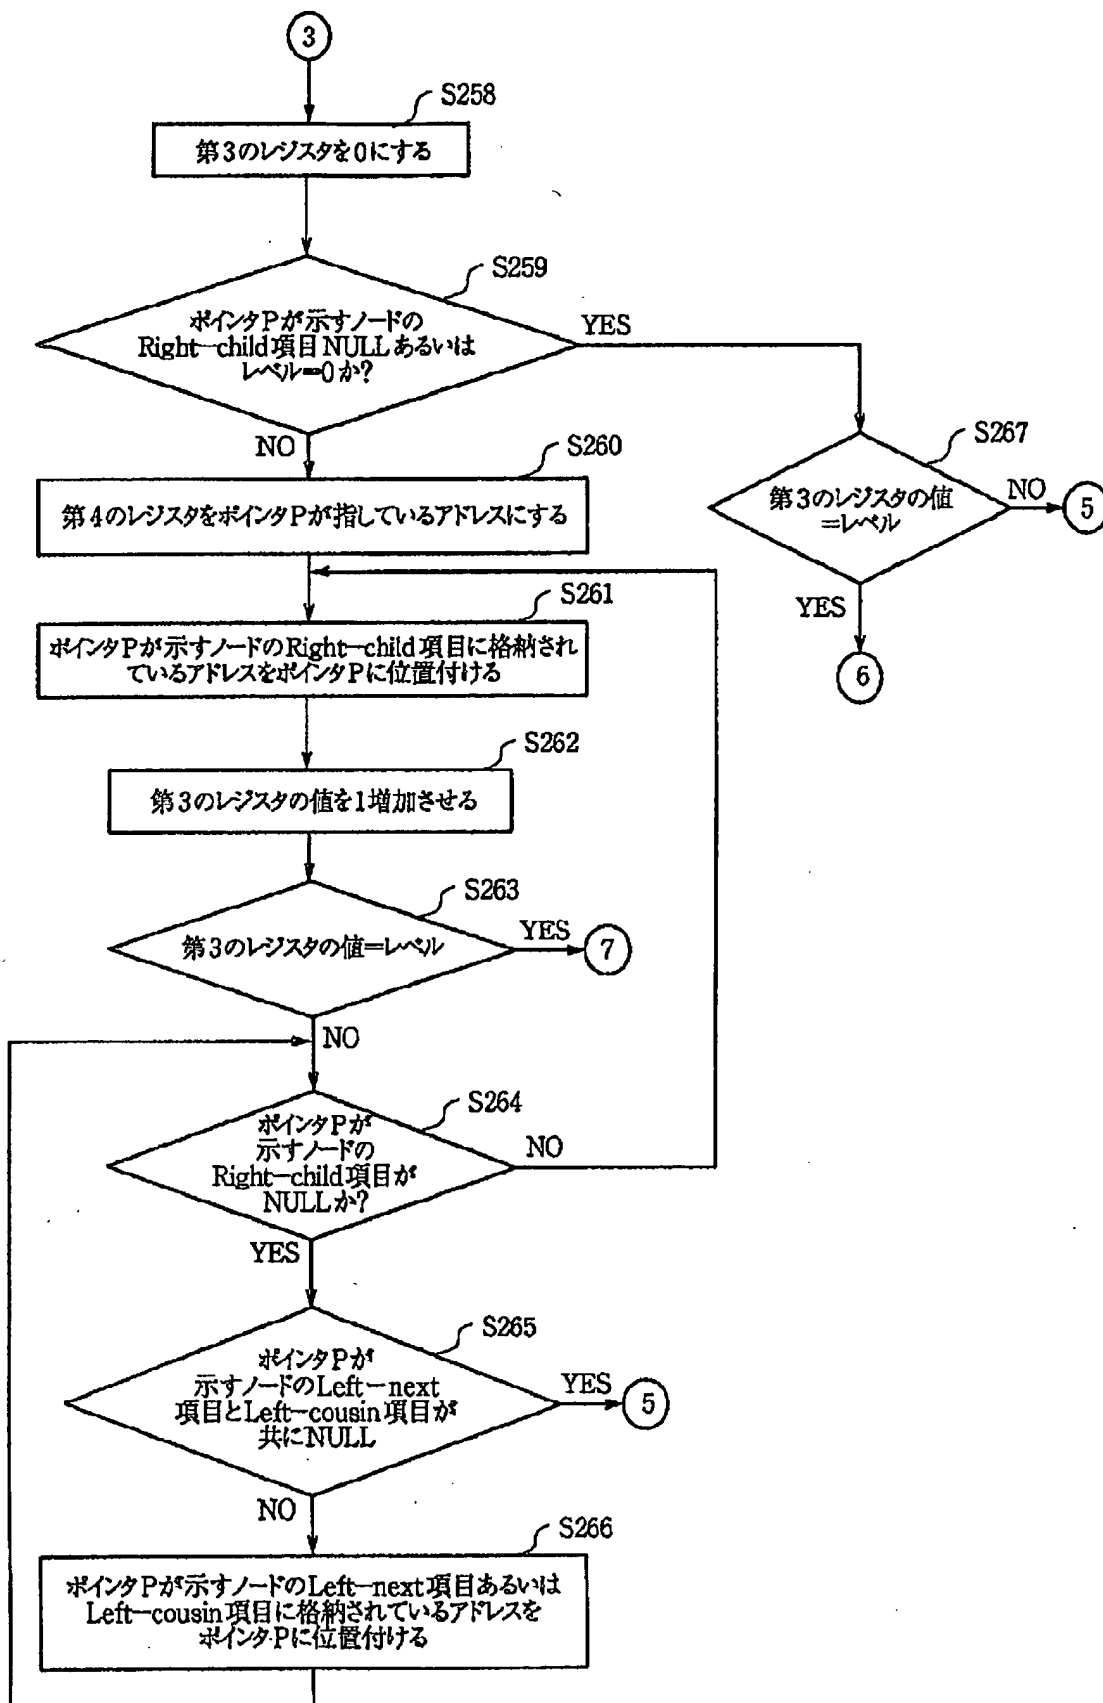 3
S258
第3のレジスタを0にする
S259
ポインタPが示すノードの
Right-child項目NULLあるいは
レベル=0か?
YES
NO
S267
第3のレジスタの値
=レベル
NO
5
YES
6
S260
第4のレジスタをポインタPが指しているアドレスにする
S261
ポインタPが示すノードのRight-child項目に格納され
ているアドレスをポインタPに位置付ける
S262
第3のレジスタの値を1増加させる
S263
第3のレジスタの値=レベル
YES
7
NO
S264
ポインタPが
示すノードの
Right-child項目が
NULLか?
NO
YES
S265
ポインタPが
示すノードのLeft-next
項目とLeft-cousin項目が
共にNULL
YES
5
NO
S266
ポインタPが示すノードのLeft-next項目あるいは
Left-cousin項目に格納されているアドレスを
ポインタPに位置付ける